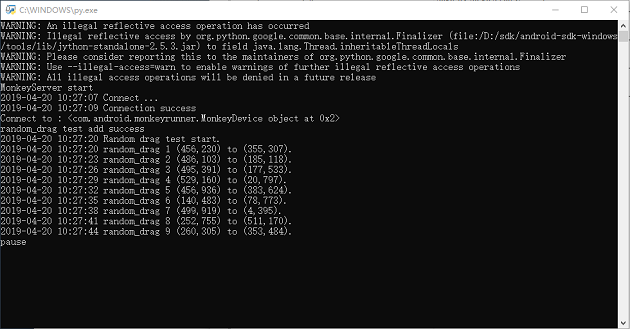 C:\WINDOWS\py.exe
WARNING: An illegal reflective access operation has occurred
WARNING: Illegal reflective access by org.python.google.common.base.internal.Finalizer (file:/D:/sdk/android-sdk-windows
/tools/lib/jython-standalone-2.5.3.jar) to field java.lang.Thread.inheritableThreadLocals
WARNING: Please consider reporting this to the maintainers of org.python.google.common.base.internal.Finalizer
WARNING: Use --illegal-access=warn to enable warnings of further illegal reflective access operations
WARNING: All illegal access operations will be denied in a future release
MonkeyServer start
2019-04-20 10:27:07 Connect ...
2019-04-20 10:27:09 Connection success
Connect to : <com.android.monkeyrunner.MonkeyDevice object at 0x2>
random_drag test add success
2019-04-20 10:27:20 Random_drag test start.
2019-04-20 10:27:20 random_drag 1 (456,230) to (355,307).
2019-04-20 10:27:23 random_drag 2 (486,103) to (185,118).
2019-04-20 10:27:26 random_drag 3 (495,391) to (177,533).
2019-04-20 10:27:29 random_drag 4 (529,160) to (20,797).
2019-04-20 10:27:32 random_drag 5 (456,936) to (383,624).
2019-04-20 10:27:35 random_drag 6 (140,483) to (78,773).
2019-04-20 10:27:38 random_drag 7 (499,919) to (4,395).
2019-04-20 10:27:41 random_drag 8 (252,755) to (511,170).
2019-04-20 10:27:44 random_drag 9 (260,305) to (353,484).
pause